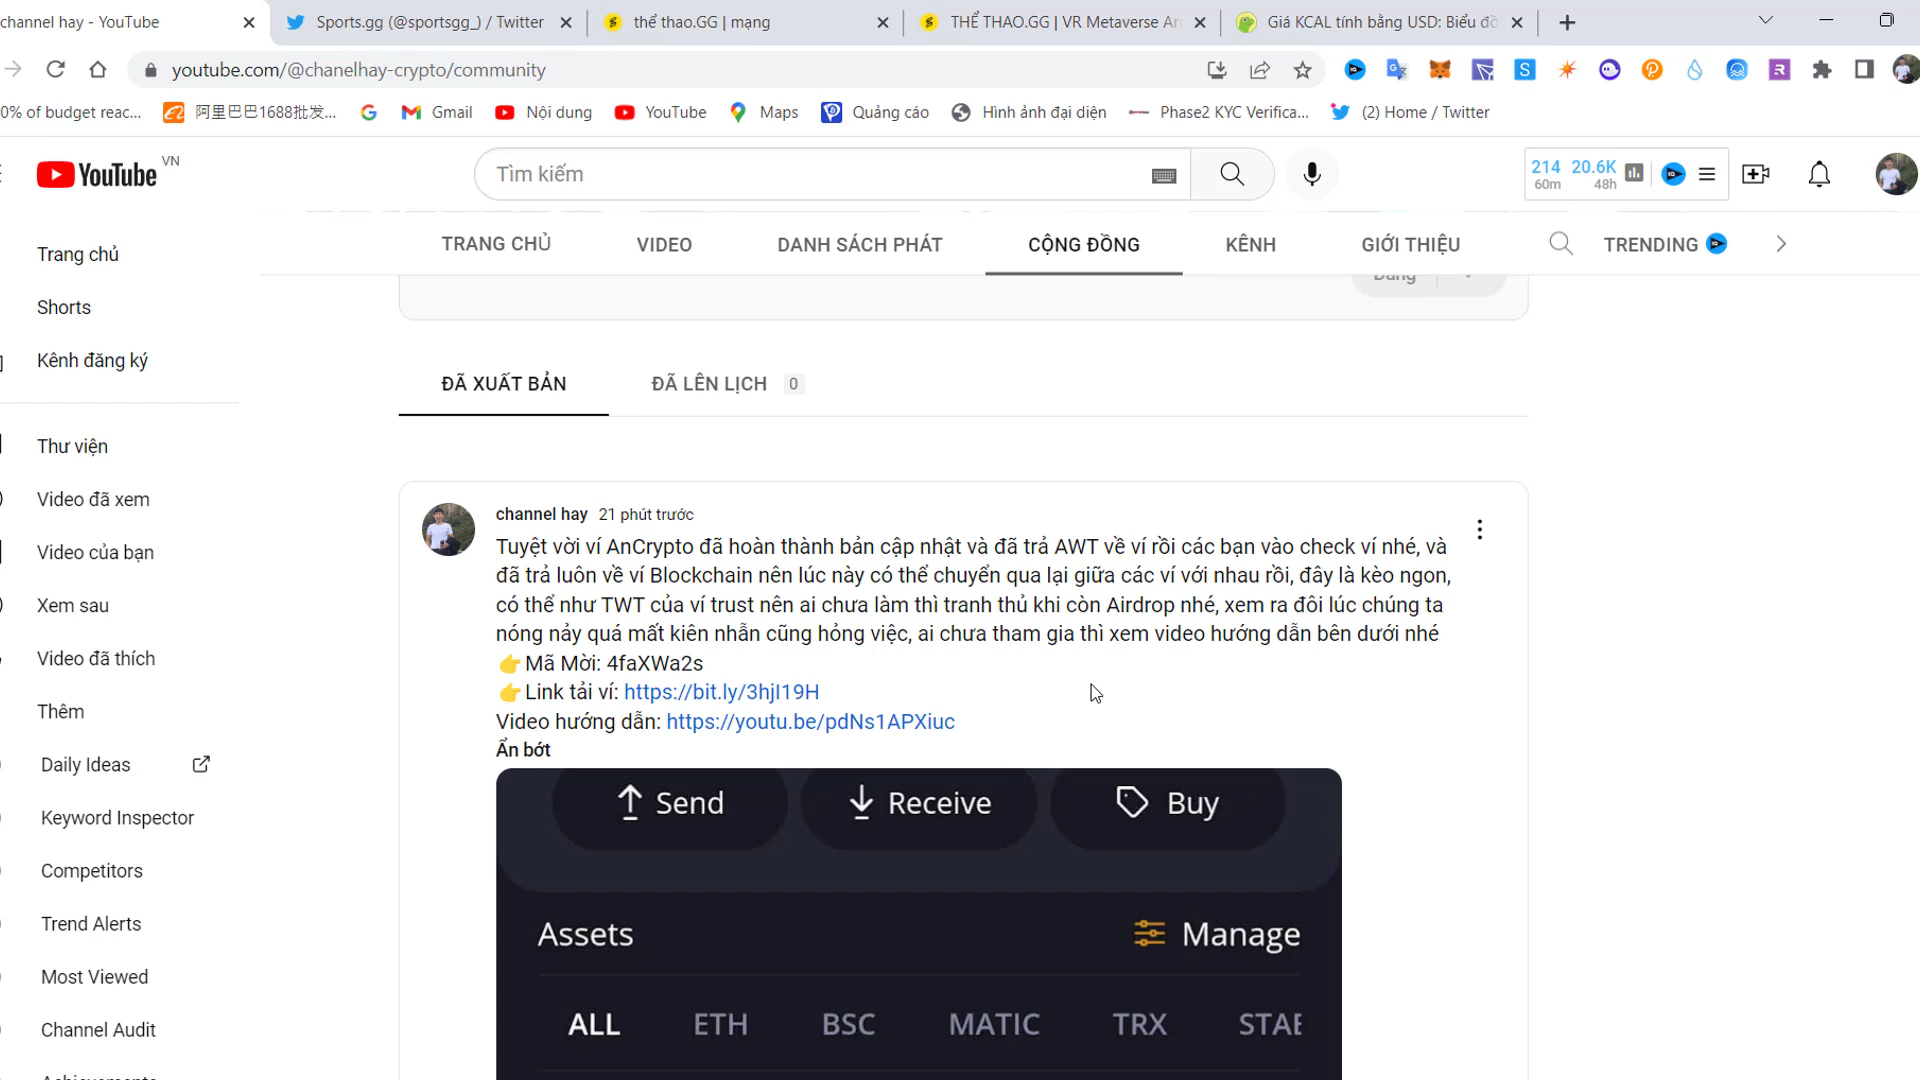 channel hay - YouTube
Sports.gg (@sportsgg_) / Twitter
thể thao.GG | mạng
THỂ THAO.GG | VR Metaverse Ar
Giá KCAL tính bằng USD: Biểu đồ
youtube.com/@chanelhay-crypto/community
0% of budget reac...
阿里巴巴1688批发...
Gmail
Nội dung
YouTube
Maps
Quảng cáo
Hình ảnh đại diện
Phase2 KYC Verifica...
(2) Home / Twitter
YouTube VN
Tìm kiếm
214 20.6K
60m 48h
TRANG CHỦ
VIDEO
DANH SÁCH PHÁT
CỘNG ĐỒNG
KÊNH
GIỚI THIỆU
TRENDING
Đăng
Trang chủ
Shorts
Kênh đăng ký
Thư viện
Video đã xem
Video của bạn
Xem sau
Video đã thích
Thêm
Daily Ideas
Keyword Inspector
Competitors
Trend Alerts
Most Viewed
Channel Audit
Achievements
ĐÃ XUẤT BẢN
ĐÃ LÊN LỊCH 0
channel hay 21 phút trước
Tuyệt vời ví AnCrypto đã hoàn thành bản cập nhật và đã trả AWT về ví rồi các bạn vào check ví nhé, và
đã trả luôn về ví Blockchain nên lúc này có thể chuyển qua lại giữa các ví với nhau rồi, đây là kèo ngon,
có thể như TWT của ví trust nên ai chưa làm thì tranh thủ khi còn Airdrop nhé, xem ra đôi lúc chúng ta
nóng nảy quá mất kiên nhẫn cũng hỏng việc, ai chưa tham gia thì xem video hướng dẫn bên dưới nhé
👉Mã Mời: 4faXWa2s
👉Link tải ví: https://bit.ly/3hjI19H
Video hướng dẫn: https://youtu.be/pdNs1APXiuc
Ẩn bớt
Send
Receive
Buy
Assets
Manage
ALL
ETH
BSC
MATIC
TRX
STAB